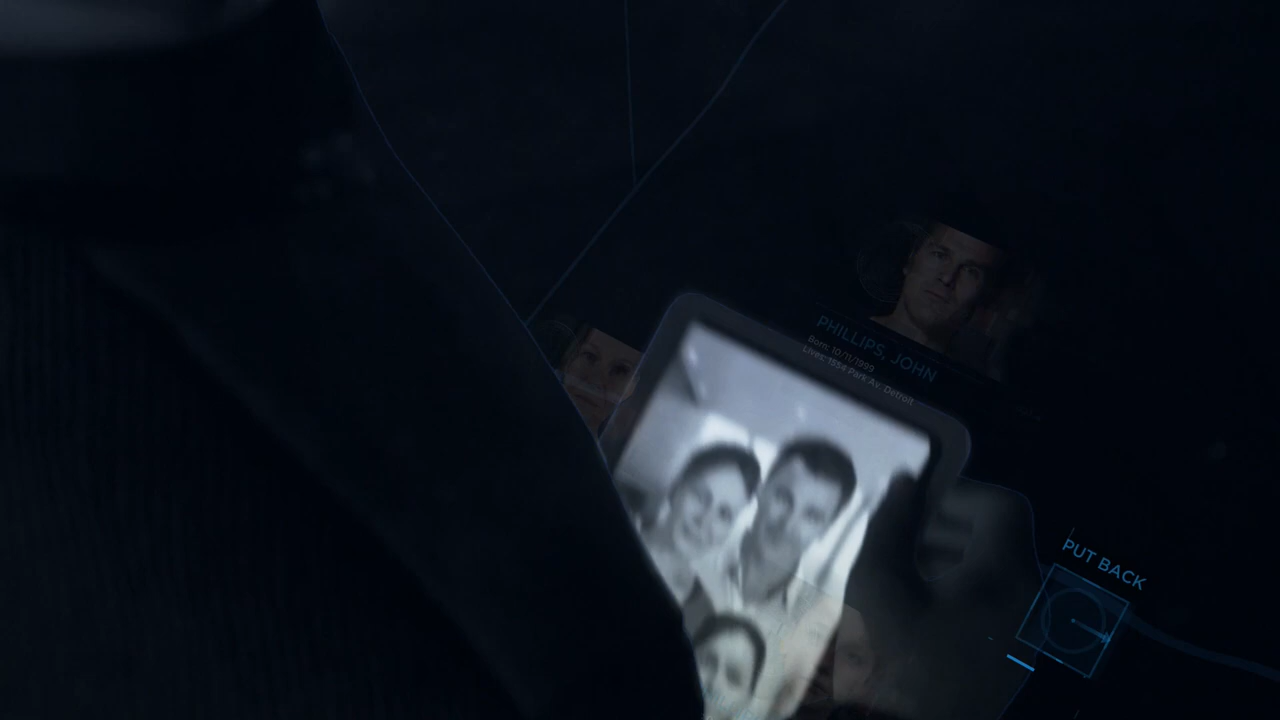 PHILLIPS, JOHN
Born: 10/11/1999
Lives: 1554 Park Av. Detroit
PUT BACK